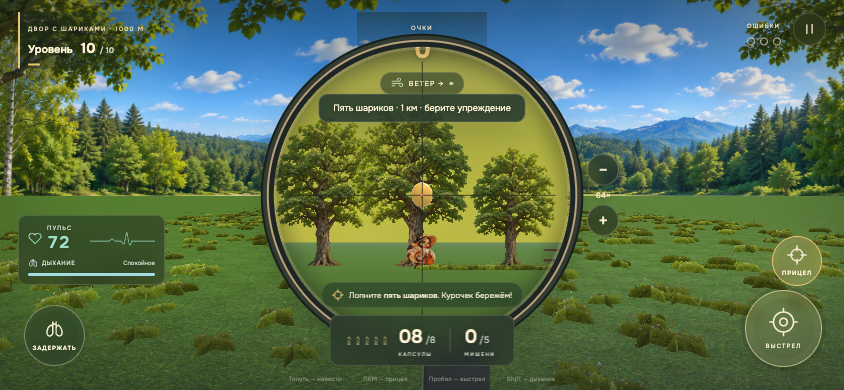 ДВОР С ШАРИКАМИ · 1000 М
Уровень 10 / 10
ОЧКИ
0
ОШИБКИ
ВЕТЕР →
Пять шариков · 1 км · берите упреждение
−
64×
+
ПУЛЬС
72
ДЫХАНИЕ Спокойное
ЗАДЕРЖАТЬ
ПРИЦЕЛ
ВЫСТРЕЛ
Лопните пять шариков. Курочек бережём!
08 /8
КАПСУЛЫ
0 /5
МИШЕНИ
Тянуть — навести ПКМ — прицел Пробел — выстрел Shift — дыхание